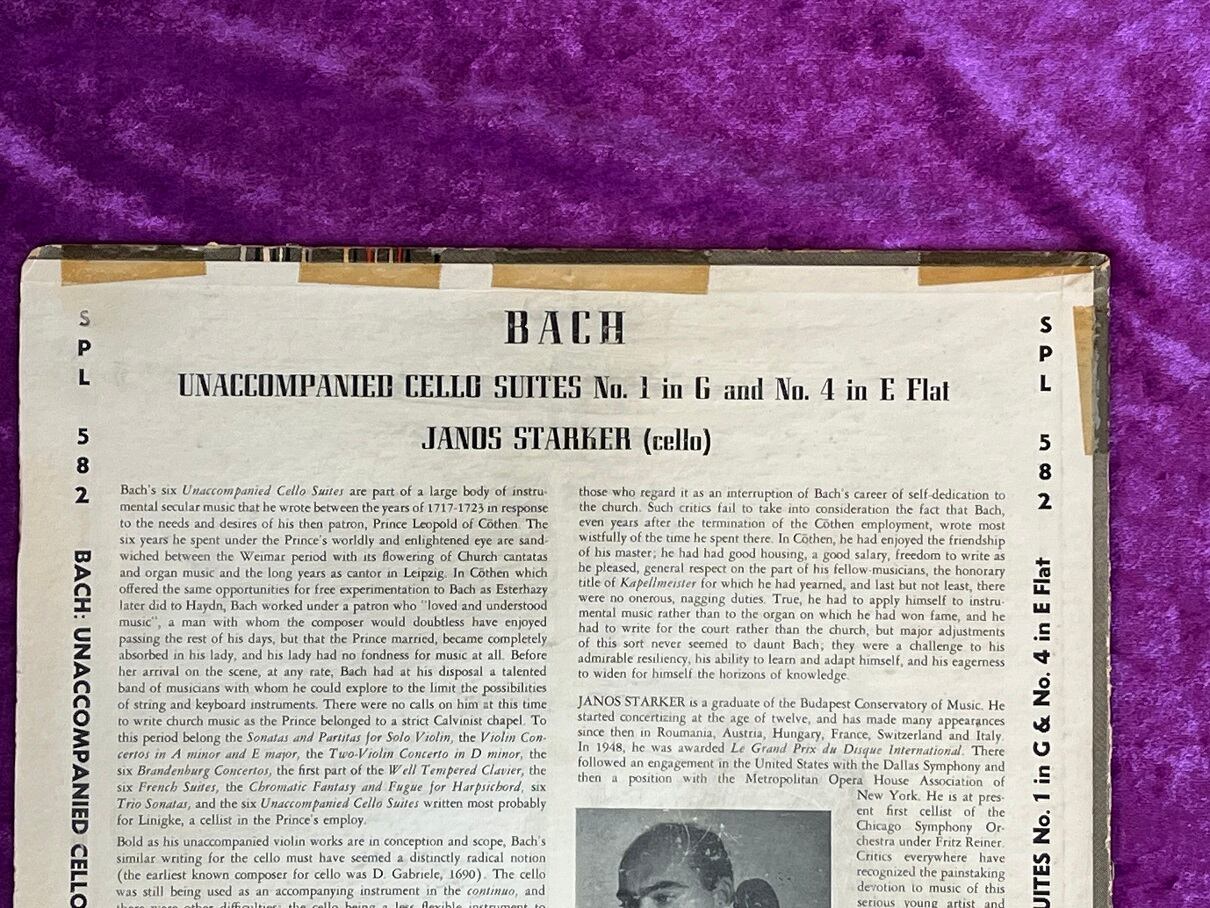 BACH
UNACCOMPANIED CELLO SUITES No. 1 in G and No. 4 in E Flat
JANOS STARKER (cello)
SPL 582 BACH: UNACCOMPANIED CELLO
Bach's six Unaccompanied Cello Suites are part of a large body of instru-
mental secular music that he wrote between the years of 1717-1723 in response
to the needs and desires of his then patron, Prince Leopold of Cöthen. The
six years he spent under the Prince's worldly and enlightened eye are sand-
wiched between the Weimar period with its flowering of Church cantatas
and organ music and the long years as cantor in Leipzig. In Cöthen which
offered the same opportunities for free experimentation to Bach as Esterhazy
later did to Haydn, Bach worked under a patron who "loved and understood
music", a man with whom the composer would doubtless have enjoyed
passing the rest of his days, but that the Prince married, became completely
absorbed in his lady, and his lady had no fondness for music at all. Before
her arrival on the scene, at any rate, Bach had at his disposal a talented
band of musicians with whom he could explore to the limit the possibilities
of string and keyboard instruments. There were no calls on him at this time
to write church music as the Prince belonged to a strict Calvinist chapel. To
this period belong the Sonatas and Partitas for Solo Violin, the Violin Con-
certos in A minor and E major, the Two-Violin Concerto in D minor, the
six Brandenburg Concertos, the first part of the Well Tempered Clavier, the
six French Suites, the Chromatic Fantasy and Fugue for Harpsichord, six
Trio Sonatas, and the six Unaccompanied Cello Suites written most probably
for Linigke, a cellist in the Prince's employ.
Bold as his unaccompanied violin works are in conception and scope, Bach's
similar writing for the cello must have seemed a distinctly radical notion
(the earliest known composer for cello was D. Gabriele, 1690). The cello
was still being used as an accompanying instrument in the continuo, and
there were other difficulties: the cello being a less flexible instrument to
those who regard it as an interruption of Bach's career of self-dedication to
the church. Such critics fail to take into consideration the fact that Bach,
even years after the termination of the Cöthen employment, wrote most
wistfully of the time he spent there. In Cöthen, he had enjoyed the friendship
of his master; he had had good housing, a good salary, freedom to write as
he pleased, general respect on the part of his fellow-musicians, the honorary
title of Kapellmeister for which he had yearned, and last but not least, there
were no onerous, nagging duties. True, he had to apply himself to instru-
mental music rather than to the organ on which he had won fame, and he
had to write for the court rather than the church, but major adjustments
of this sort never seemed to daunt Bach; they were a challenge to his
admirable resiliency, his ability to learn and adapt himself, and his eagerness
to widen for himself the horizons of knowledge.
JANOS STARKER is a graduate of the Budapest Conservatory of Music. He
started concertizing at the age of twelve, and has made many appearances
since then in Roumania, Austria, Hungary, France, Switzerland and Italy.
In 1948, he was awarded Le Grand Prix du Disque International. There
followed an engagement in the United States with the Dallas Symphony and
then a position with the Metropolitan Opera House Association of
New York. He is at pres-
ent first cellist of the
Chicago Symphony Or-
chestra under Fritz Reiner.
Critics everywhere have
recognized the painstaking
devotion to music of this
serious young artist and
SPL 582 UITES No. 1 in G & No. 4 in E Flat